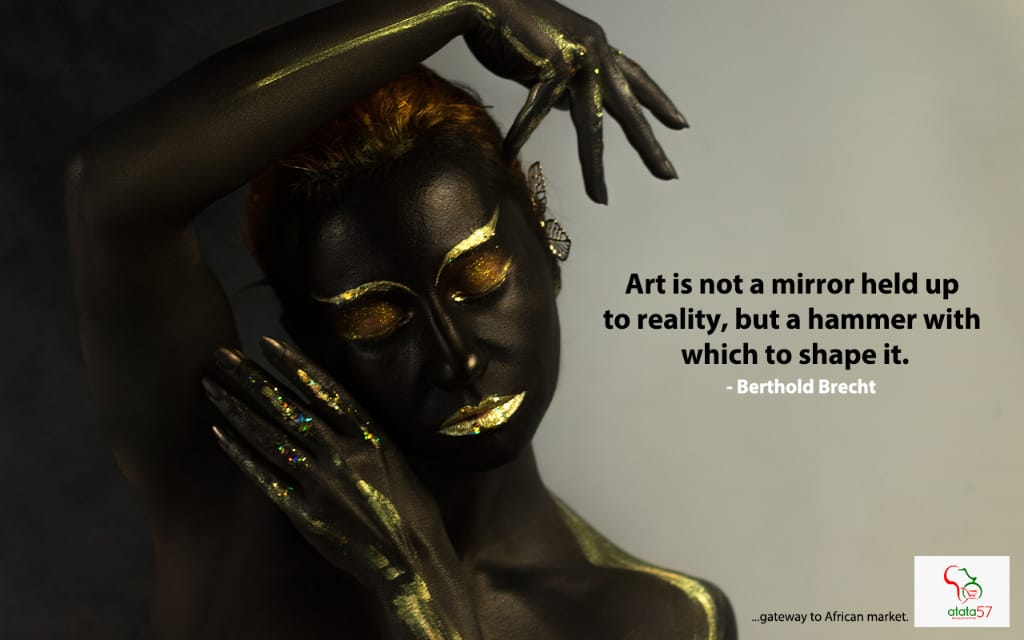 Art is not a mirror held up
to reality, but a hammer with
which to shape it.
- Berthold Brecht
...gateway to African market.
atata57